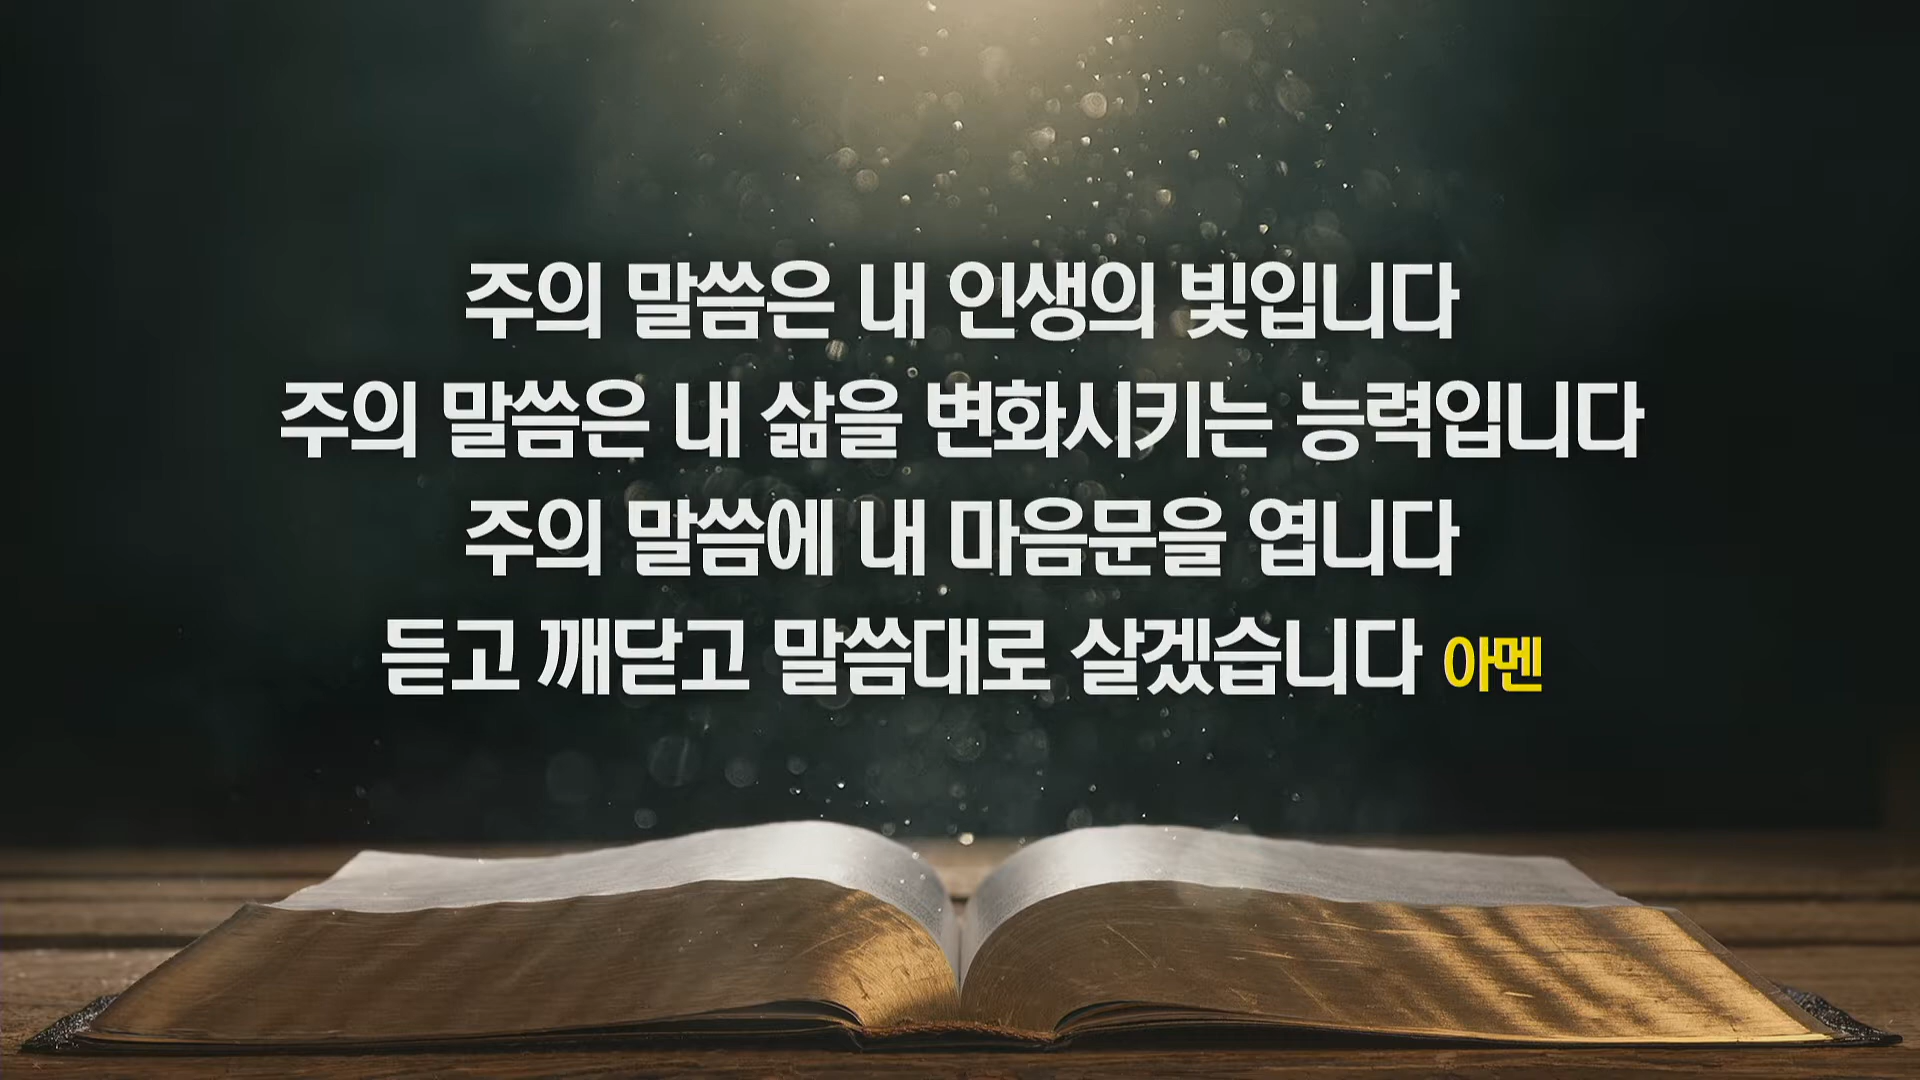 주의 말씀은 내 인생의 빛입니다
주의 말씀은 내 삶을 변화시키는 능력입니다
주의 말씀에 내 마음문을 엽니다
듣고 깨닫고 말씀대로 살겠습니다 아멘